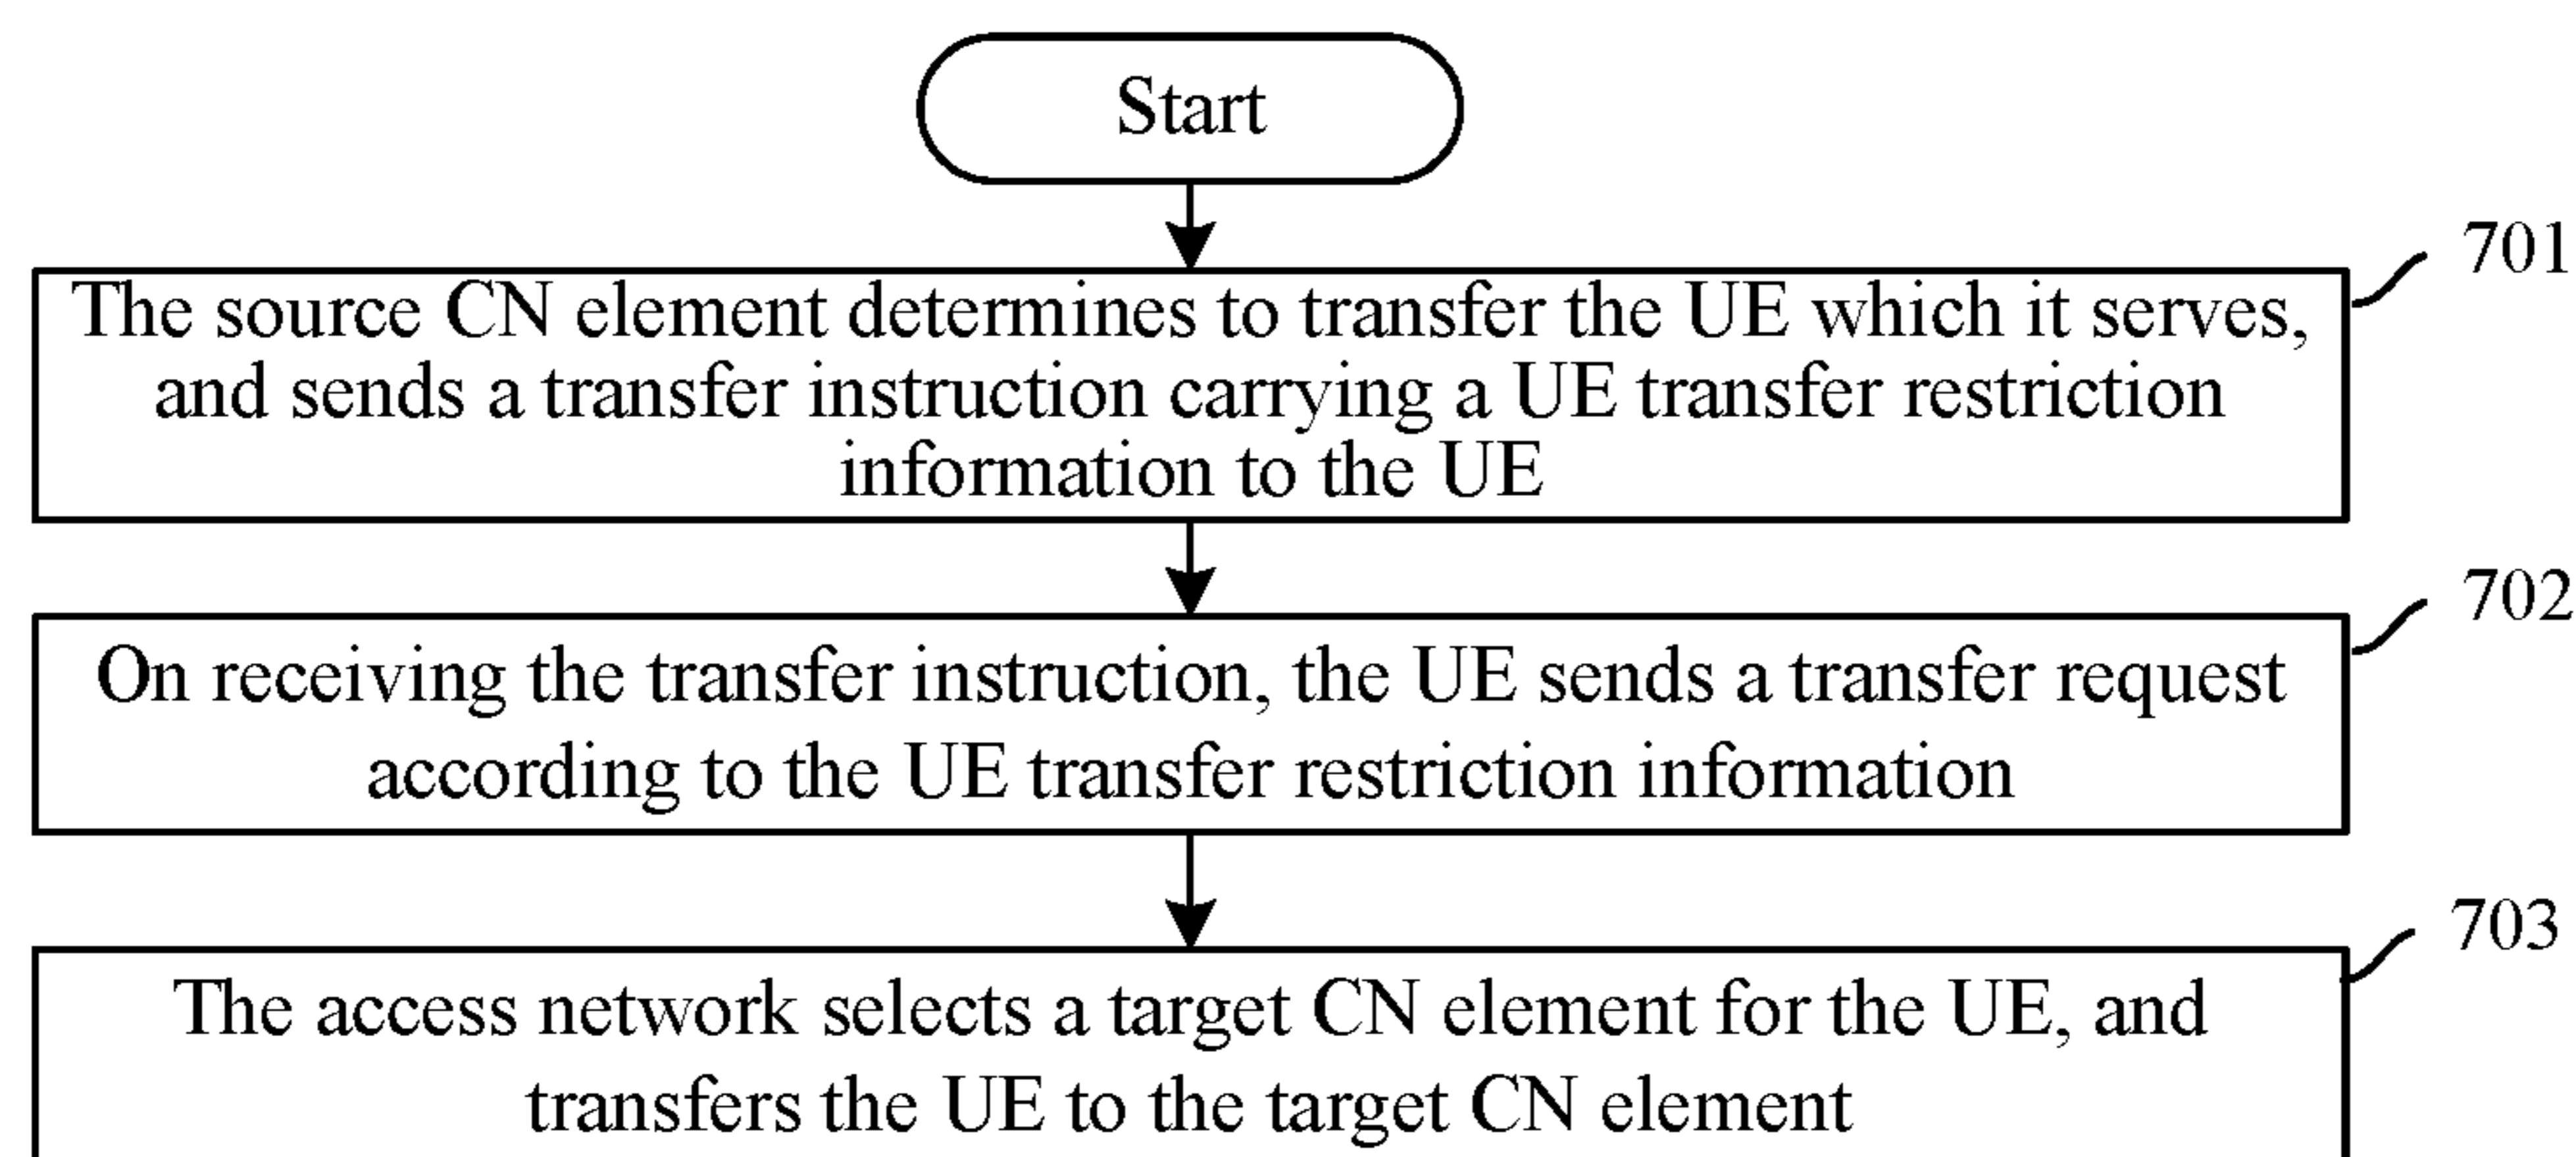 Start
701
The source CN element determines to transfer the UE which it serves,
and sends a transfer instruction carrying a UE transfer restriction
information to the UE
702
On receiving the transfer instruction, the UE sends a transfer request
according to the UE transfer restriction information
703
The access network selects a target CN element for the UE, and
transfers the UE to the target CN element